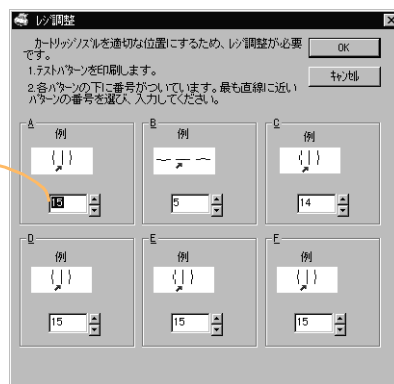 レジ調整
カートリッジノズルを適切な位置にするため、レジ調整が必要
です。
1.テストパターンを印刷します。
2.各パターンの下に番号がついています。最も直線に近い
パターンの番号を選び、入力してください。
OK
キャンセル
A
例
15
B
例
5
C
例
14
D
例
15
E
例
15
F
例
15